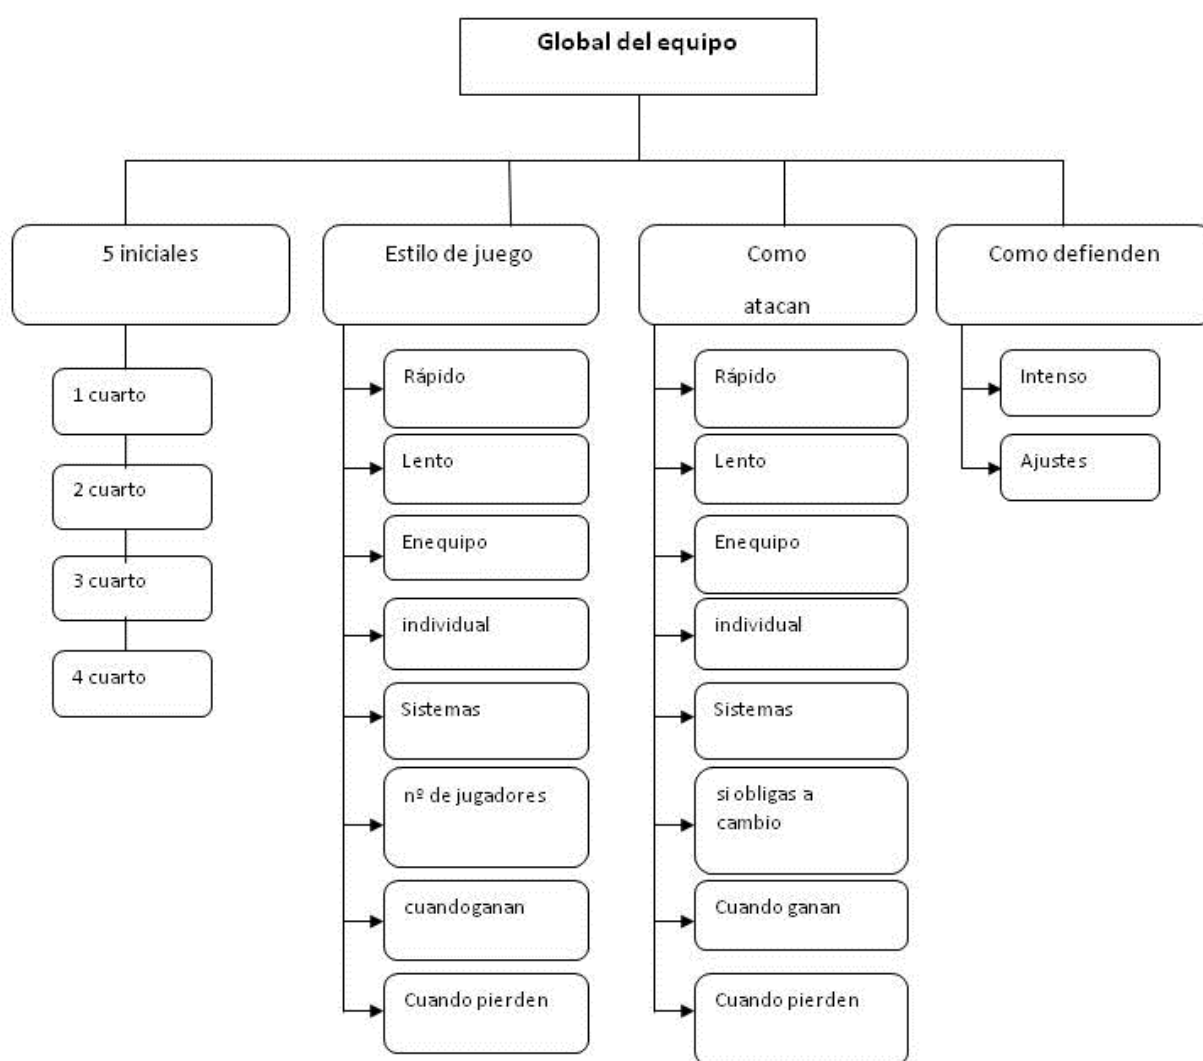 Global del equipo
5 iniciales
Estilo de juego
Como
atacan
Como defienden
1 cuarto
2 cuarto
3 cuarto
4 cuarto
Rápido
Lento
Enequipo
individual
Sistemas
nº de jugadores
cuandoganan
Cuando pierden
Rápido
Lento
Enequipo
individual
Sistemas
si obligas a
cambio
Cuando ganan
Cuando pierden
Intenso
Ajustes